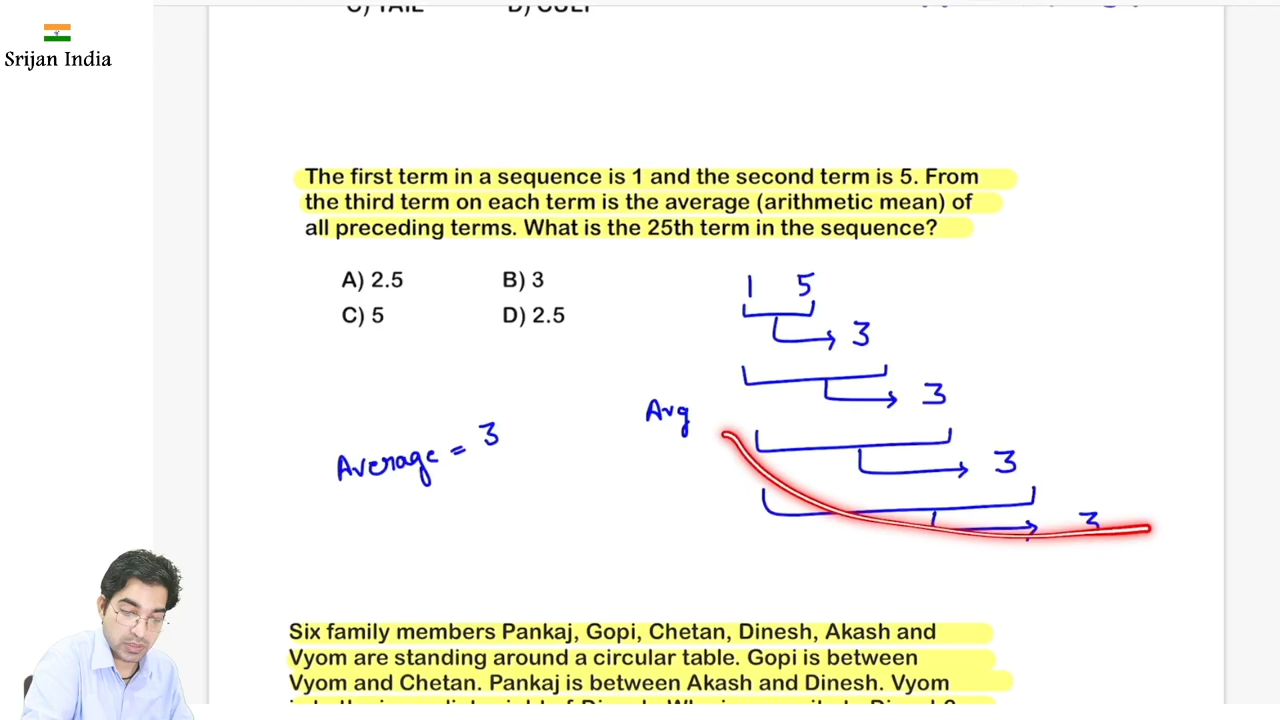 C) TAIL D) GULF
Srijan India
The first term in a sequence is 1 and the second term is 5. From
the third term on each term is the average (arithmetic mean) of
all preceding terms. What is the 25th term in the sequence?
A) 2.5 B) 3
C) 5 D) 2.5
1 5
3
3
Avg
Average = 3
3
3
Six family members Pankaj, Gopi, Chetan, Dinesh, Akash and
Vyom are standing around a circular table. Gopi is between
Vyom and Chetan. Pankaj is between Akash and Dinesh. Vyom